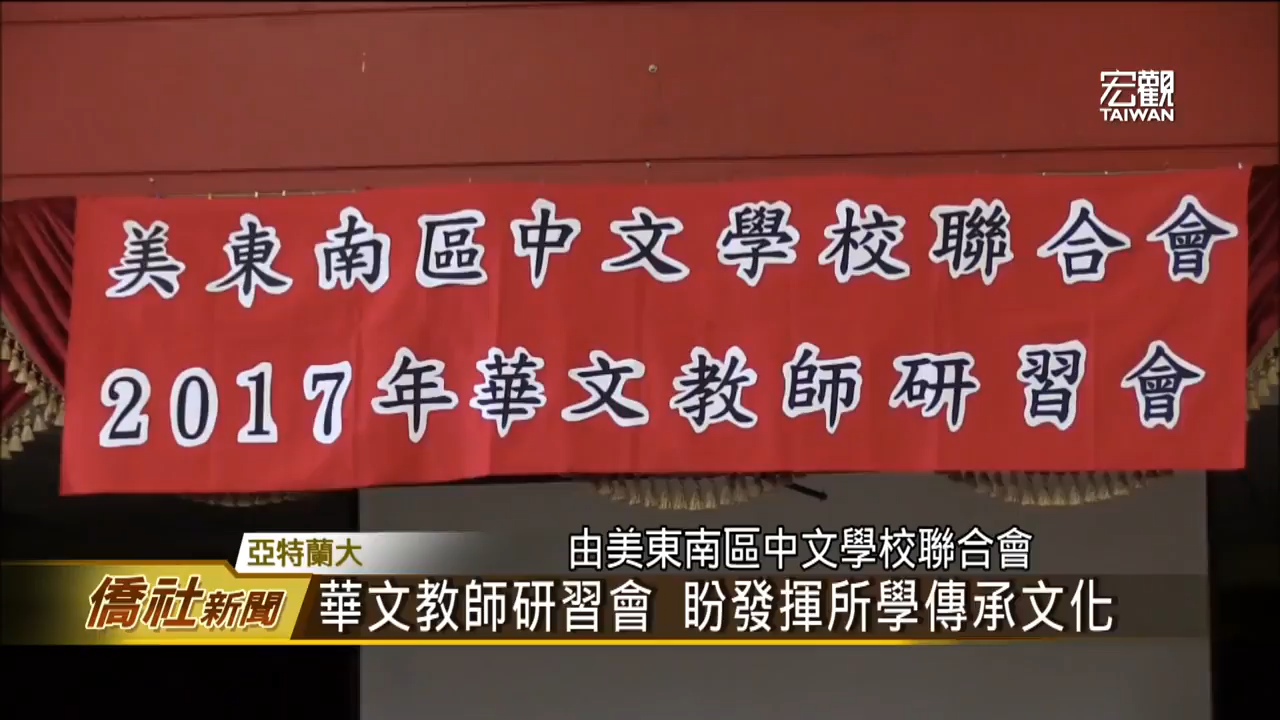 宏觀
TAIWAN
美東南區中文學校聯合會
2017年華文教師研習會
亞特蘭大
由美東南區中文學校聯合會
僑社新聞
華文教師研習會 盼發揮所學傳承文化